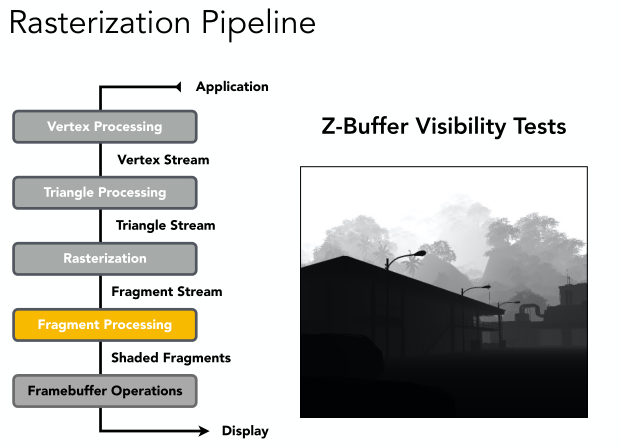 Rasterization Pipeline
Application
Vertex Processing
Vertex Stream
Triangle Processing
Triangle Stream
Rasterization
Fragment Stream
Fragment Processing
Shaded Fragments
Framebuffer Operations
Display
Z-Buffer Visibility Tests